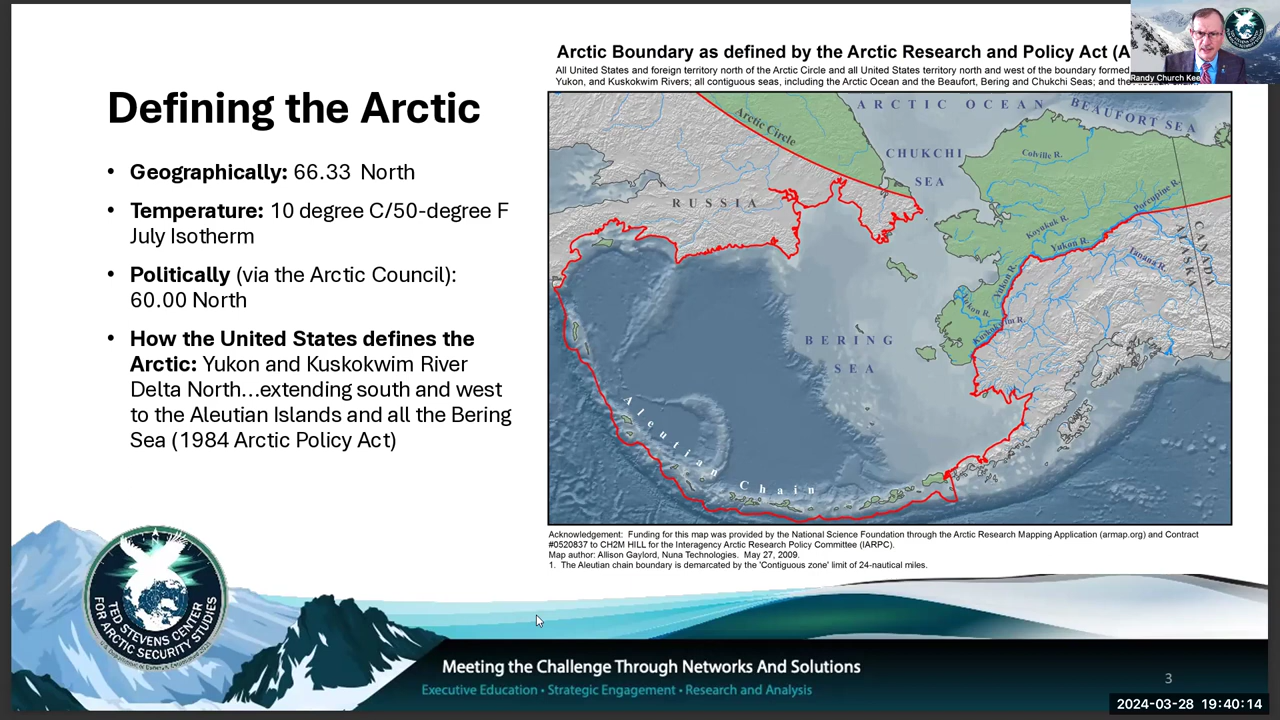 Arctic Boundary as defined by the Arctic Research and Policy Act (A
All United States and foreign territory north of the Arctic Circle and all United States territory north and west of the boundary formed
Yukon, and Kuskokwim Rivers; all contiguous seas, including the Arctic Ocean and the Beaufort, Bering and Chukchi Seas; and the
Randy Church Kee
Defining the Arctic
• Geographically: 66.33 North
• Temperature: 10 degree C/50-degree F
July Isotherm
• Politically (via the Arctic Council):
60.00 North
• How the United States defines the
Arctic: Yukon and Kuskokwim River
Delta North…extending south and west
to the Aleutian Islands and all the Bering
Sea (1984 Arctic Policy Act)
ARCTIC OCEAN
BEAUFORT SEA
Arctic Circle
CHUKCHI
SEA
Colville R.
RUSSIA
Porcupine R.
Koyukuk R.
Yukon R.
Tanana R.
CANADA
ALASKA
Yukon R.
Yukon R.
Kuskokwim R.
BERING
SEA
Aleutian
Chain
Acknowledgement: Funding for this map was provided by the National Science Foundation through the Arctic Research Mapping Application (armap.org) and Contract
#0520837 to CH2M HILL for the Interagency Arctic Research Policy Committee (IARPC).
Map author: Allison Gaylord, Nuna Technologies. May 27, 2009.
1. The Aleutian chain boundary is demarcated by the 'Contiguous zone' limit of 24-nautical miles.
TED STEVENS CENTER
FOR ARCTIC SECURITY STUDIES
Meeting the Challenge Through Networks And Solutions
Executive Education • Strategic Engagement • Research and Analysis
3
2024-03-28 19:40:14